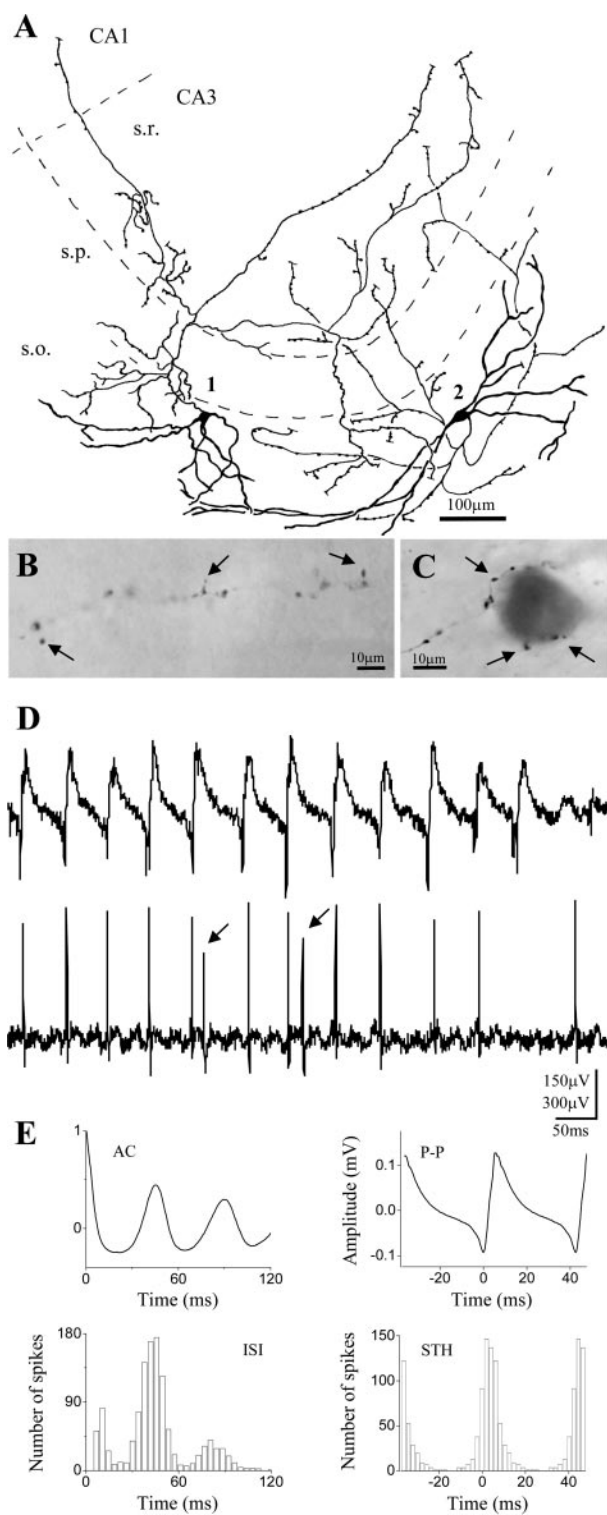 A
CA1
CA3
s.r.
s.p.
s.o.
1
2
100μm
B
10μm
C
10μm
D
150μV
300μV
50ms
E
1
AC
0
0 60 120
Time (ms)
P-P
Amplitude (mV)
0.1
0.0
-0.1
-20 0 20 40
Time (ms)
180
ISI
90
Number of spikes
0
0 60 120
Time (ms)
150
STH
100
Number of spikes
50
0
-20 0 20 40
Time (ms)